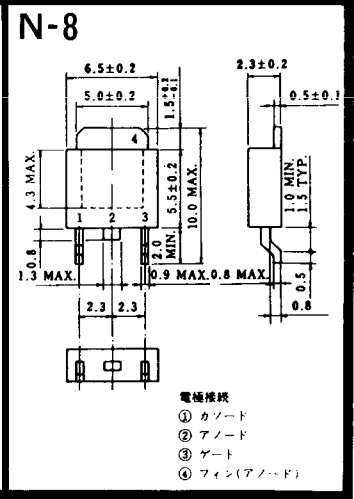 N-8
6.5±0.2
5.0±0.2
1.5±0.2 0.1
2.3±0.2
0.5±0.1
4
4.3 MAX.
5.5±0.2
10.0 MAX.
1.0 MIN.
1.5 TYP.
1 2 3
0.8
2.0 MIN.
1.3 MAX.
0.9 MAX.
0.8 MAX.
2.3 2.3
0.5
0.8
電極接続
① カソード
② アノード
③ ゲート
④ フィン(アノード)